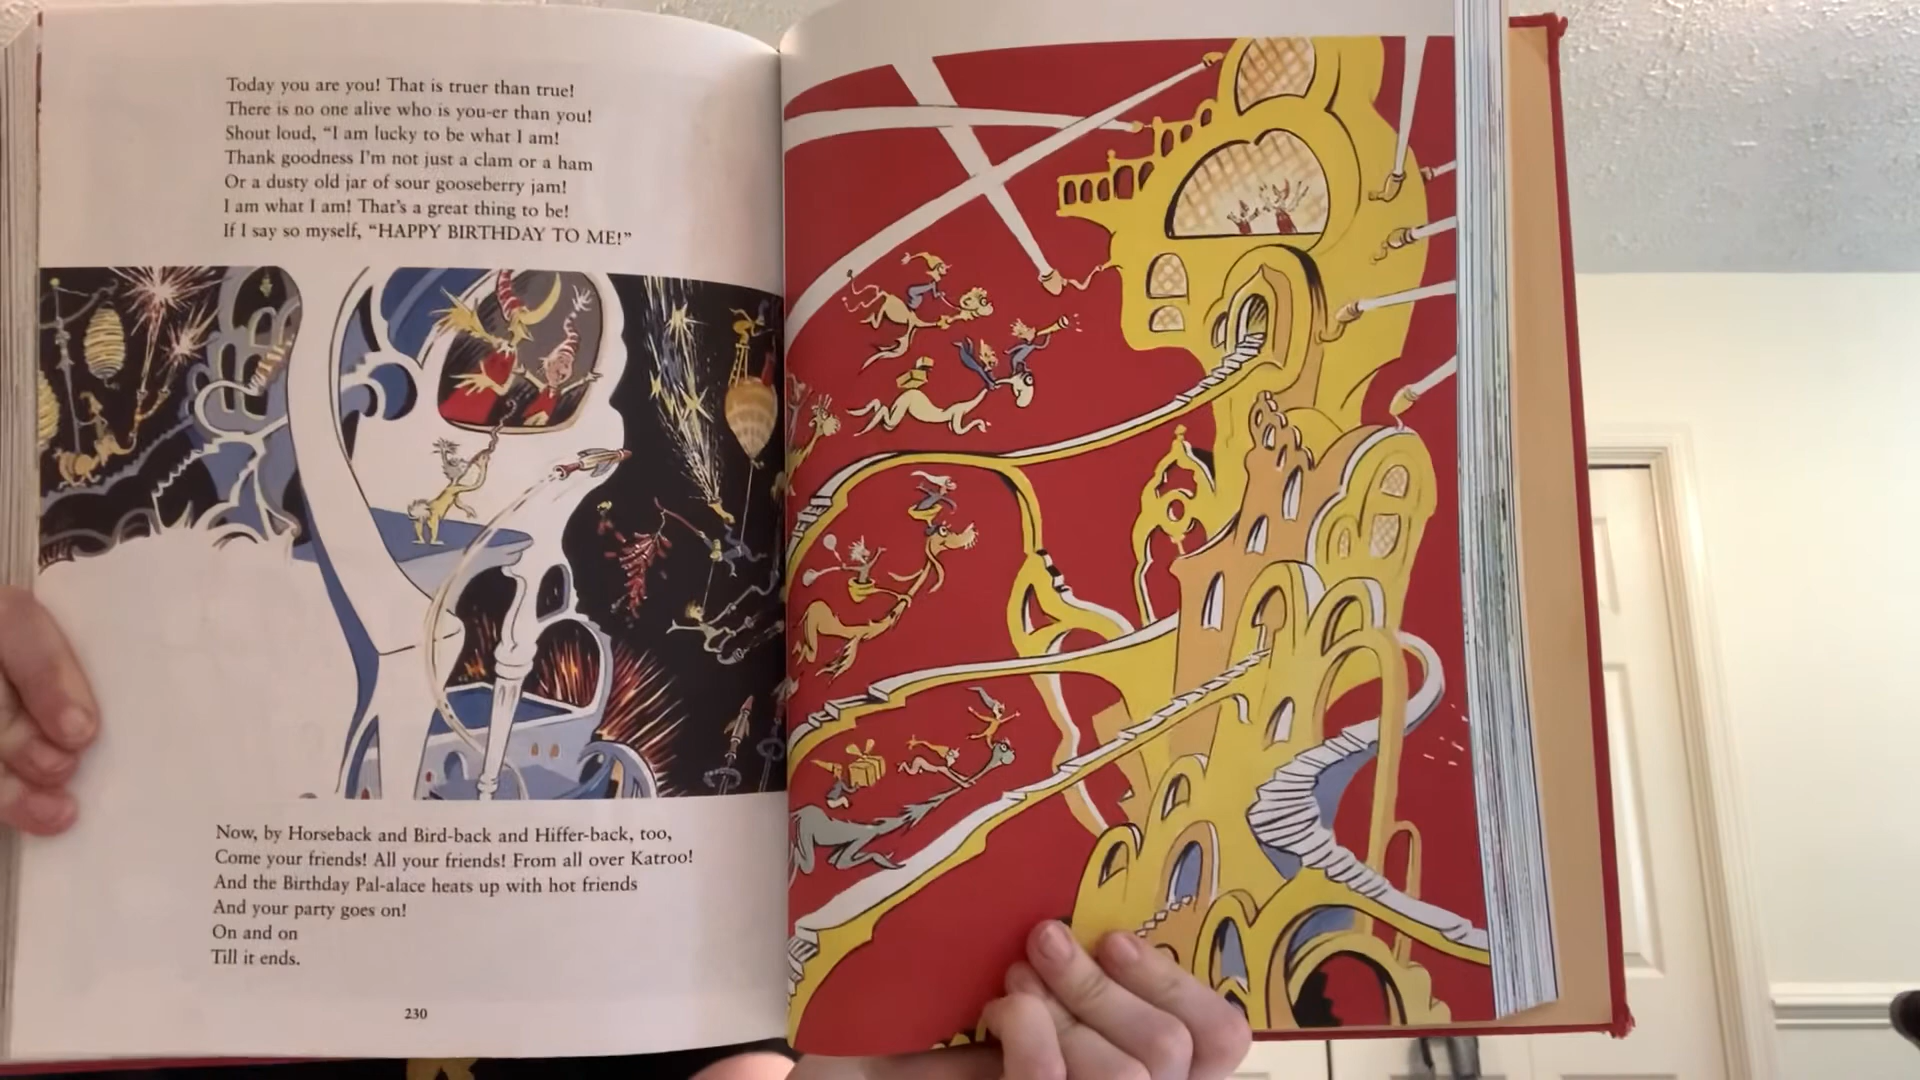 Today you are you! That is truer than true!
There is no one alive who is you-er than you!
Shout loud, “I am lucky to be what I am!
Thank goodness I'm not just a clam or a ham
Or a dusty old jar of sour gooseberry jam!
I am what I am! That's a great thing to be!
If I say so myself, “HAPPY BIRTHDAY TO ME!”
Now, by Horseback and Bird-back and Hiffer-back, too,
Come your friends! All your friends! From all over Katroo!
And the Birthday Pal-alace heats up with hot friends
And your party goes on!
On and on
Till it ends.
230